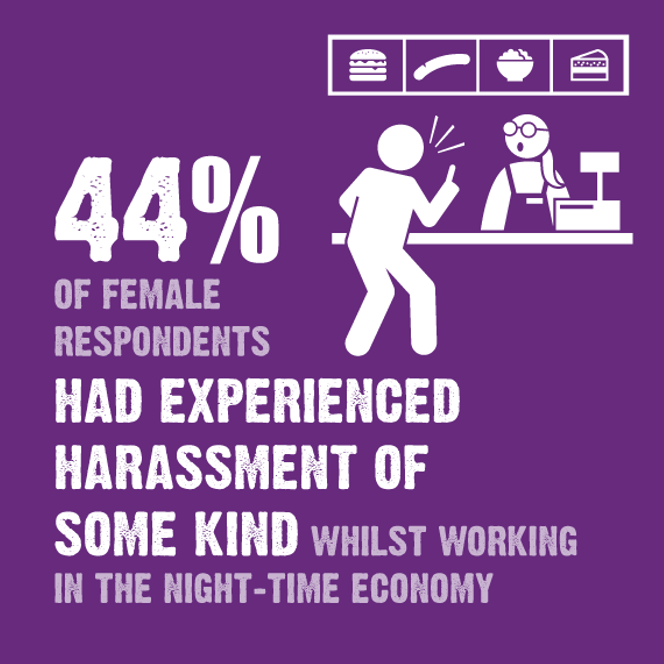 44%
OF FEMALE
RESPONDENTS
HAD EXPERIENCED
HARASSMENT OF
SOME KIND WHILST WORKING
IN THE NIGHT-TIME ECONOMY